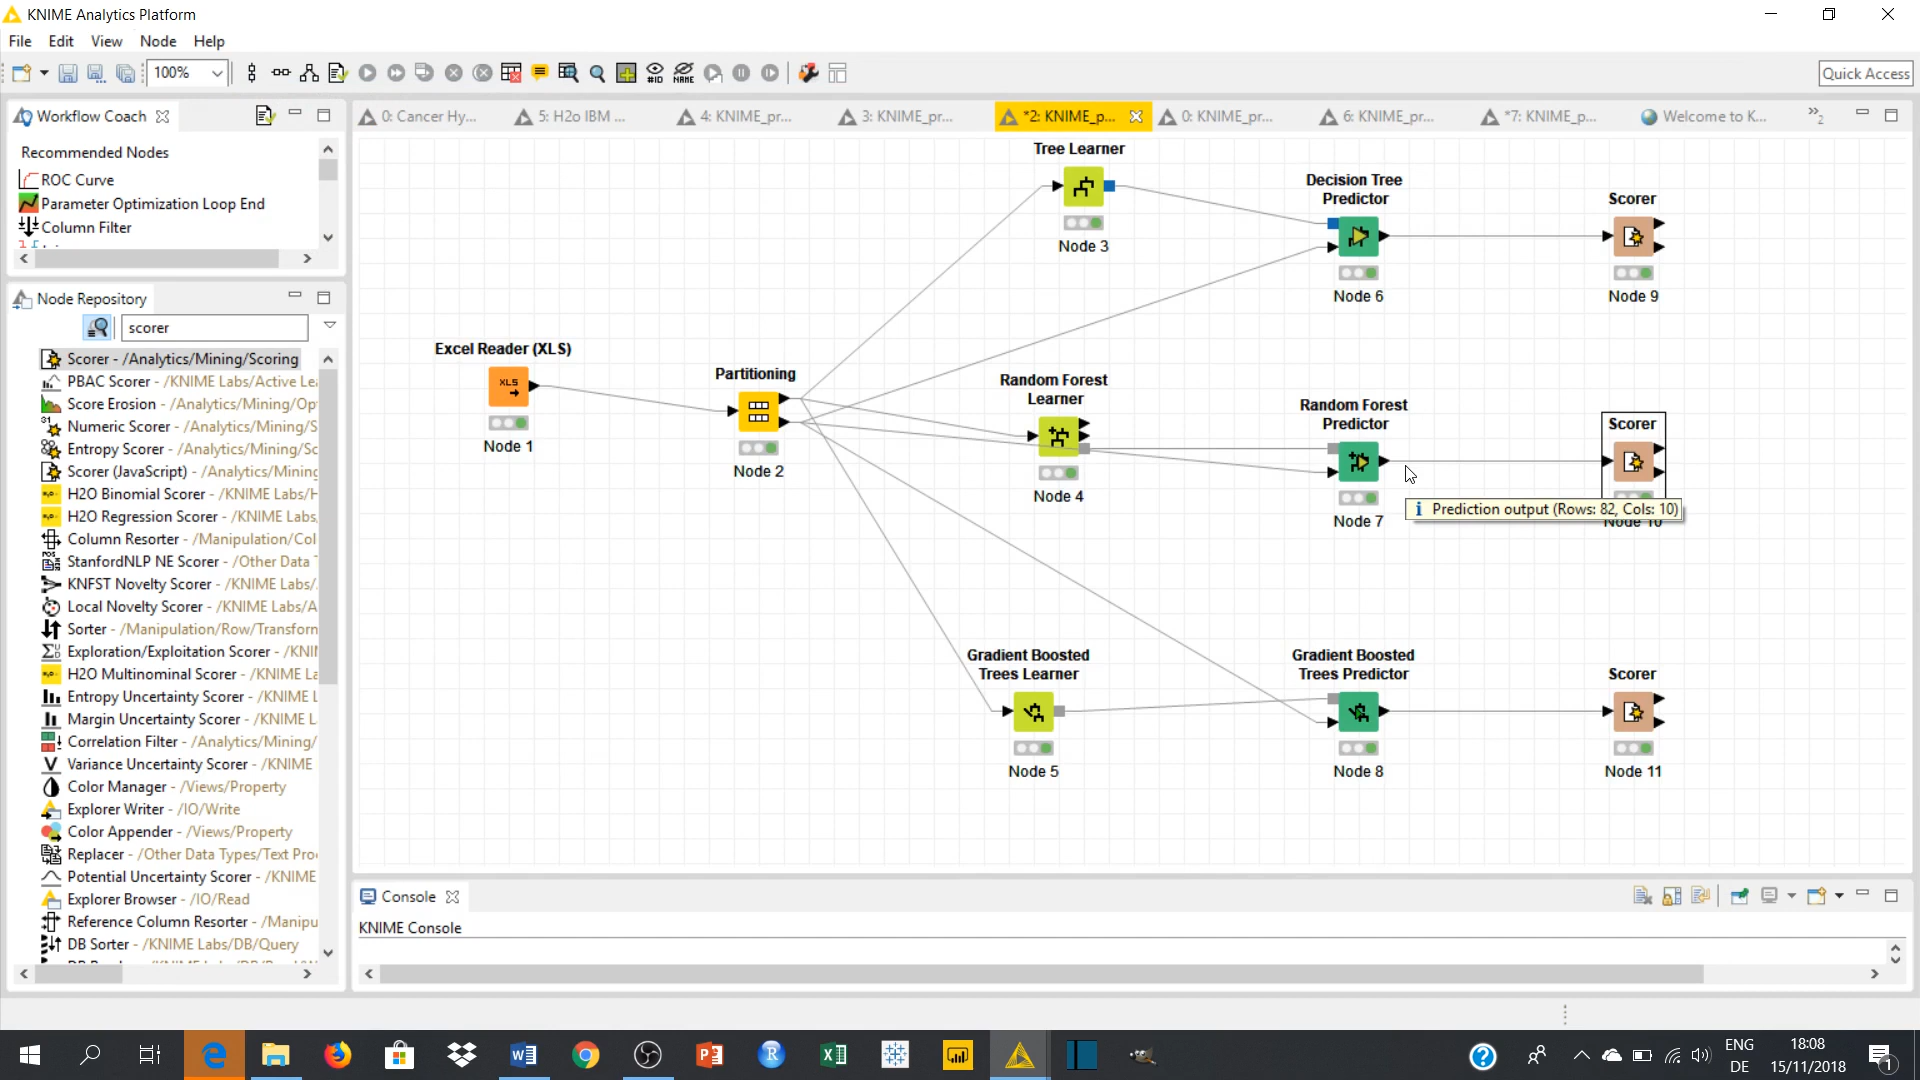 KNIME Analytics Platform
File Edit View Node Help
100%
#ID
NAME
Quick Access
Workflow Coach
Recommended Nodes
ROC Curve
Parameter Optimization Loop End
Column Filter
Node Repository
scorer
Scorer - /Analytics/Mining/Scoring
PBAC Scorer - /KNIME Labs/Active Lea
Score Erosion - /Analytics/Mining/Op
Numeric Scorer - /Analytics/Mining/S
Entropy Scorer - /Analytics/Mining/S
Scorer (JavaScript) - /Analytics/Mining
H2O Binomial Scorer - /KNIME Labs/H
H2O Regression Scorer - /KNIME Labs
Column Resorter - /Manipulation/Col
StanfordNLP NE Scorer - /Other Data T
KNFST Novelty Scorer - /KNIME Labs/
Local Novelty Scorer - /KNIME Labs/A
Sorter - /Manipulation/Row/Transform
Exploration/Exploitation Scorer - /KNI
H2O Multinominal Scorer - /KNIME La
Entropy Uncertainty Scorer - /KNIME L
Margin Uncertainty Scorer - /KNIME L
Correlation Filter - /Analytics/Mining/
Variance Uncertainty Scorer - /KNIME
Color Manager - /Views/Property
Explorer Writer - /IO/Write
Color Appender - /Views/Property
Replacer - /Other Data Types/Text Pro
Potential Uncertainty Scorer - /KNIME
Explorer Browser - /IO/Read
Reference Column Resorter - /Manipu
DB Sorter - /KNIME Labs/DB/Query
0: Cancer Hy...
5: H2o IBM ...
4: KNIME_pr...
3: KNIME_pr...
*2: KNIME_p...
0: KNIME_pr...
6: KNIME_pr...
*7: KNIME_p...
Welcome to K...
2
Tree Learner
Node 3
Decision Tree
Predictor
Node 6
Scorer
Node 9
Excel Reader (XLS)
XLS
Node 1
Partitioning
Node 2
Random Forest
Learner
Node 4
Random Forest
Predictor
Node 7
Scorer
Prediction output (Rows: 82, Cols: 10)
Node 10
Gradient Boosted
Trees Learner
Node 5
Gradient Boosted
Trees Predictor
Node 8
Scorer
Node 11
Console
KNIME Console
ENG
DE
18:08
15/11/2018
1